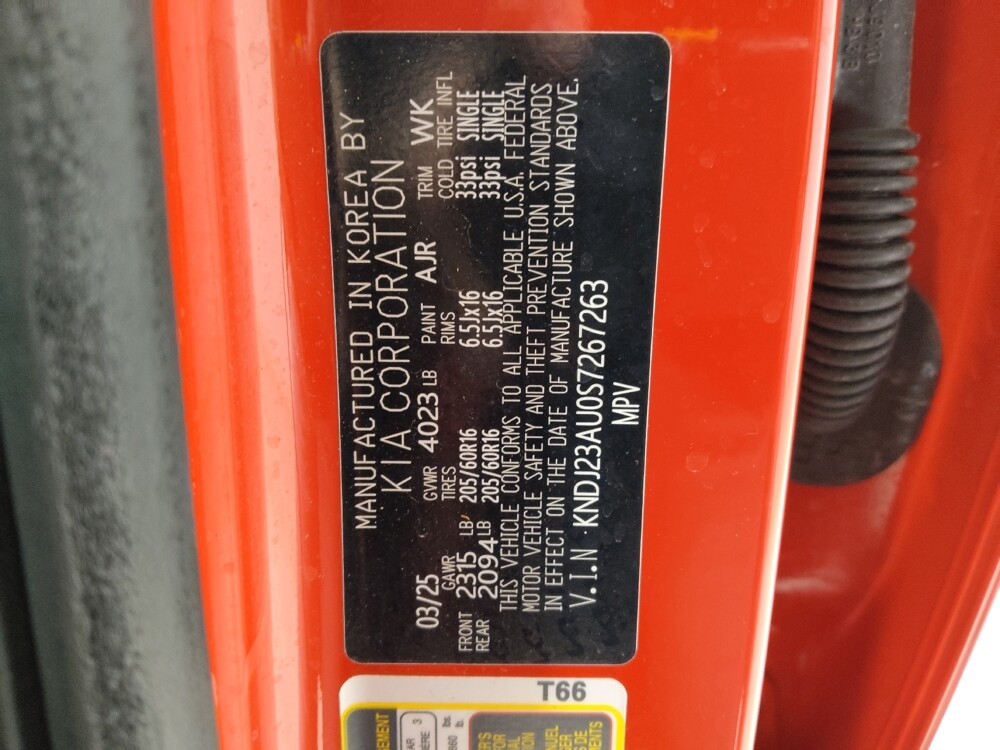 MANUFACTURED IN KOREA BY
KIA CORPORATION
03/25 GVWR 4023 LB PAINT AJR TRIM WK
GAWR TIRES RIMS COLD TIRE INFL
FRONT 2315 LB 205/60R16 6.5Jx16 33psi SINGLE
REAR 2094 LB 205/60R16 6.5Jx16 33psi SINGLE
THIS VEHICLE CONFORMS TO ALL APPLICABLE U.S.A. FEDERAL
MOTOR VEHICLE SAFETY AND THEFT PREVENTION STANDARDS
IN EFFECT ON THE DATE OF MANUFACTURE SHOWN ABOVE.
V.I.N KNDJ23AU0S7267263
MPV
T66